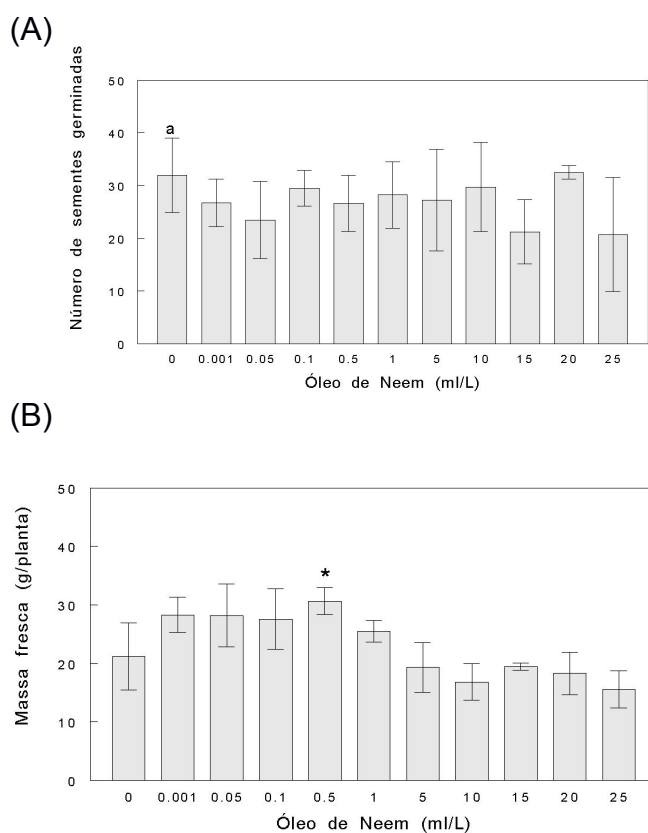 (A)
Número de sementes germinadas
50
40
30
20
10
0
a
0 0.001 0.05 0.1 0.5 1 5 10 15 20 25
Óleo de Neem (ml/L)
(B)
Massa fresca (g/planta)
50
40
30
20
10
0
*
0 0.001 0.05 0.1 0.5 1 5 10 15 20 25
Óleo de Neem (ml/L)